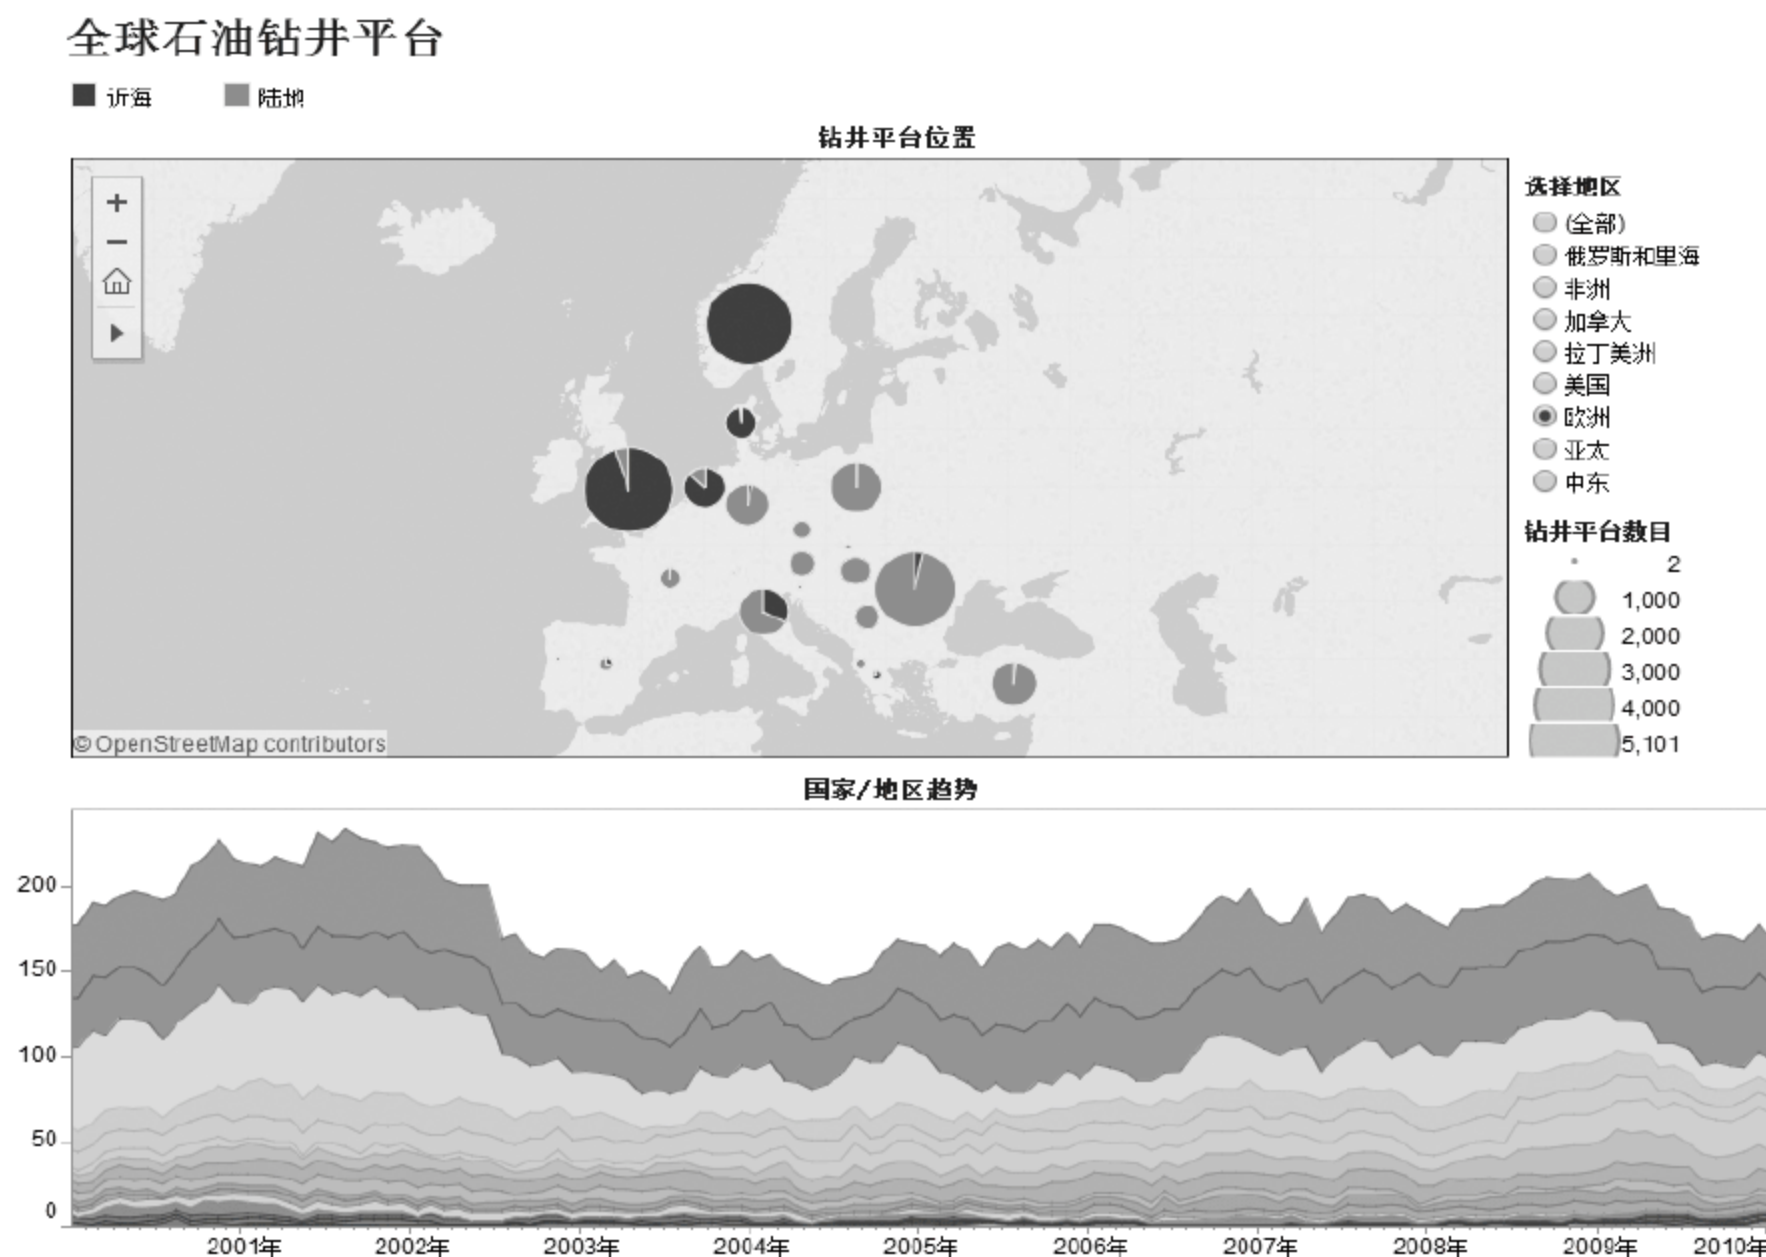 全球石油钻井平台
近海 陆地
钻井平台位置
选择地区
(全部)
俄罗斯和里海
非洲
加拿大
拉丁美洲
美国
欧洲
亚太
中东
钻井平台数目
2
1,000
2,000
3,000
4,000
5,101
© OpenStreetMap contributors
国家/地区趋势
200
150
100
50
0
2001年 2002年 2003年 2004年 2005年 2006年 2007年 2008年 2009年 2010年